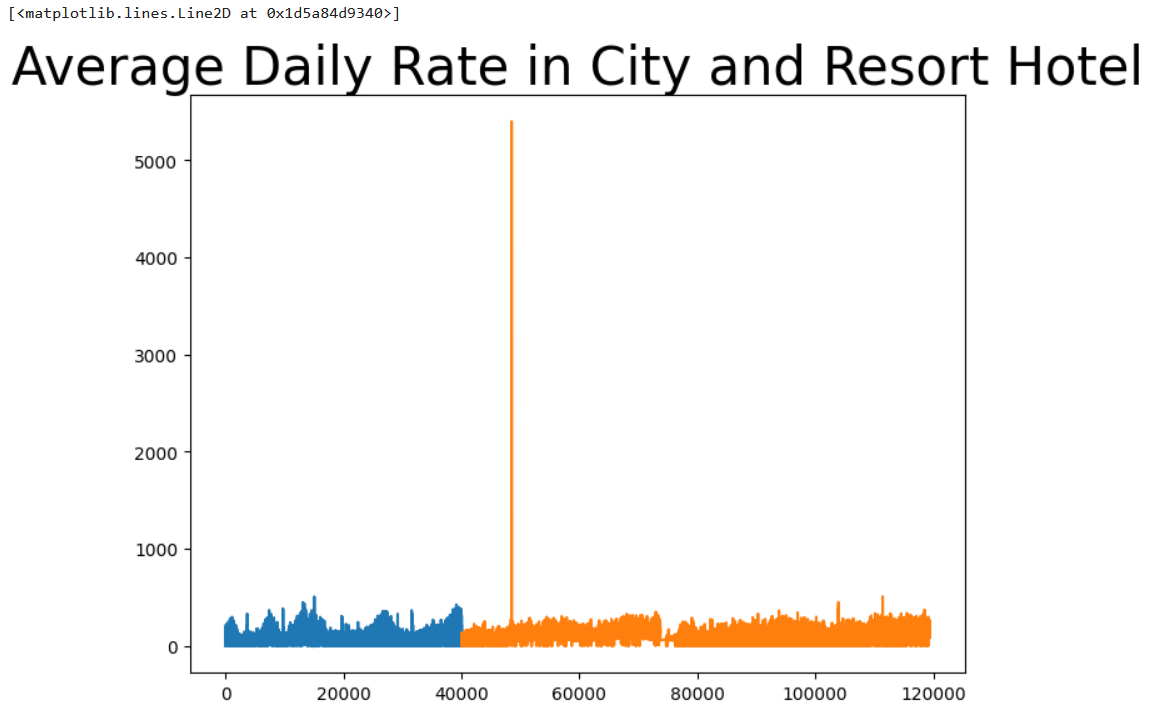 [<matplotlib.lines.Line2D at 0x1d5a84d9340>]
Average Daily Rate in City and Resort Hotel
5000
4000
3000
2000
1000
0
0 20000 40000 60000 80000 100000 120000